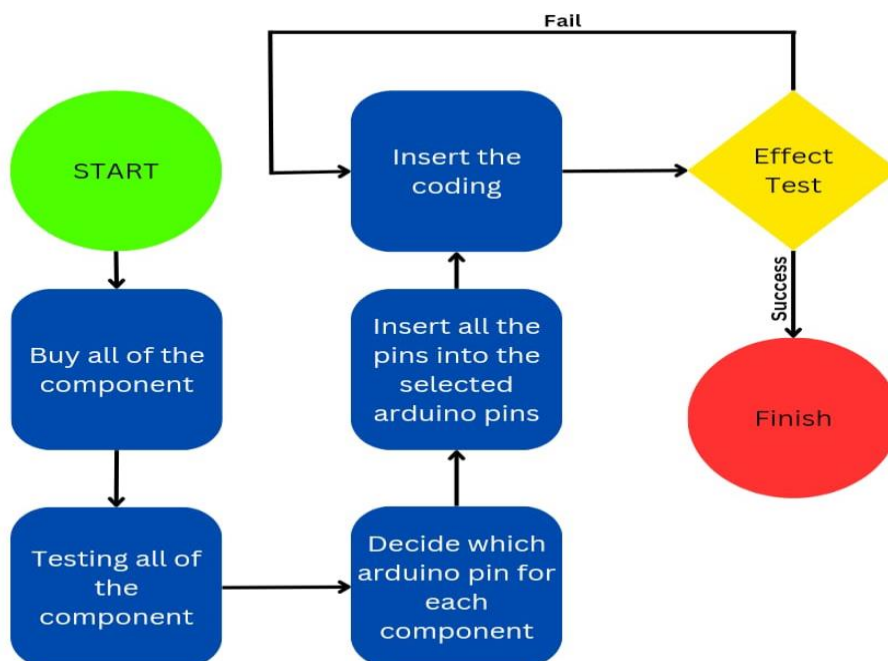 START
Buy all of the
component
Testing all of
the
component
Decide which
arduino pin for
each
component
Insert all the
pins into the
selected
arduino pins
Insert the
coding
Effect
Test
Fail
Success
Finish